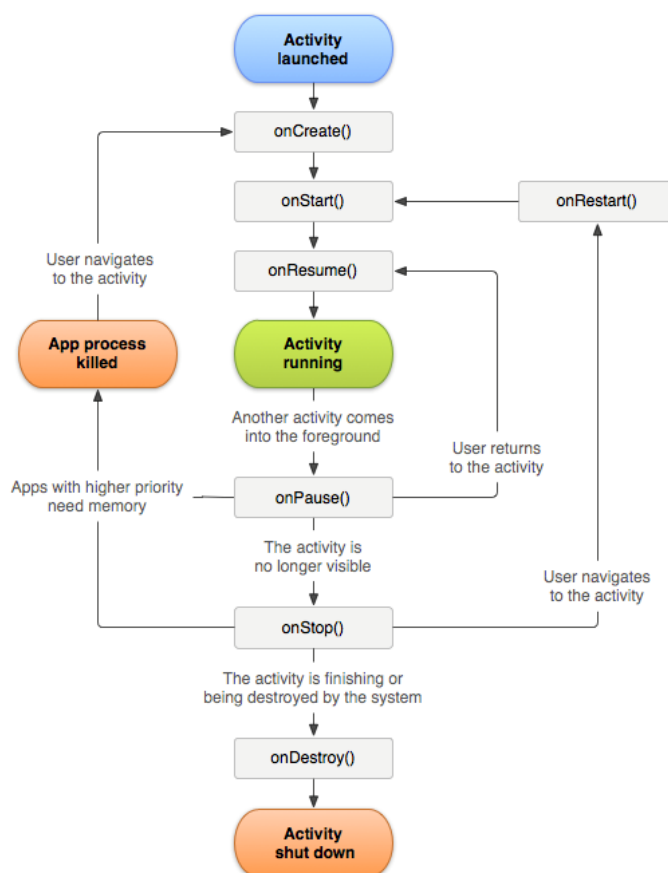 Activity
launched
onCreate()
onStart()
onRestart()
onResume()
User navigates
to the activity
App process
killed
Activity
running
Another activity comes
into the foreground
User returns
to the activity
Apps with higher priority
need memory
onPause()
The activity is
no longer visible
User navigates
to the activity
onStop()
The activity is finishing or
being destroyed by the system
onDestroy()
Activity
shut down